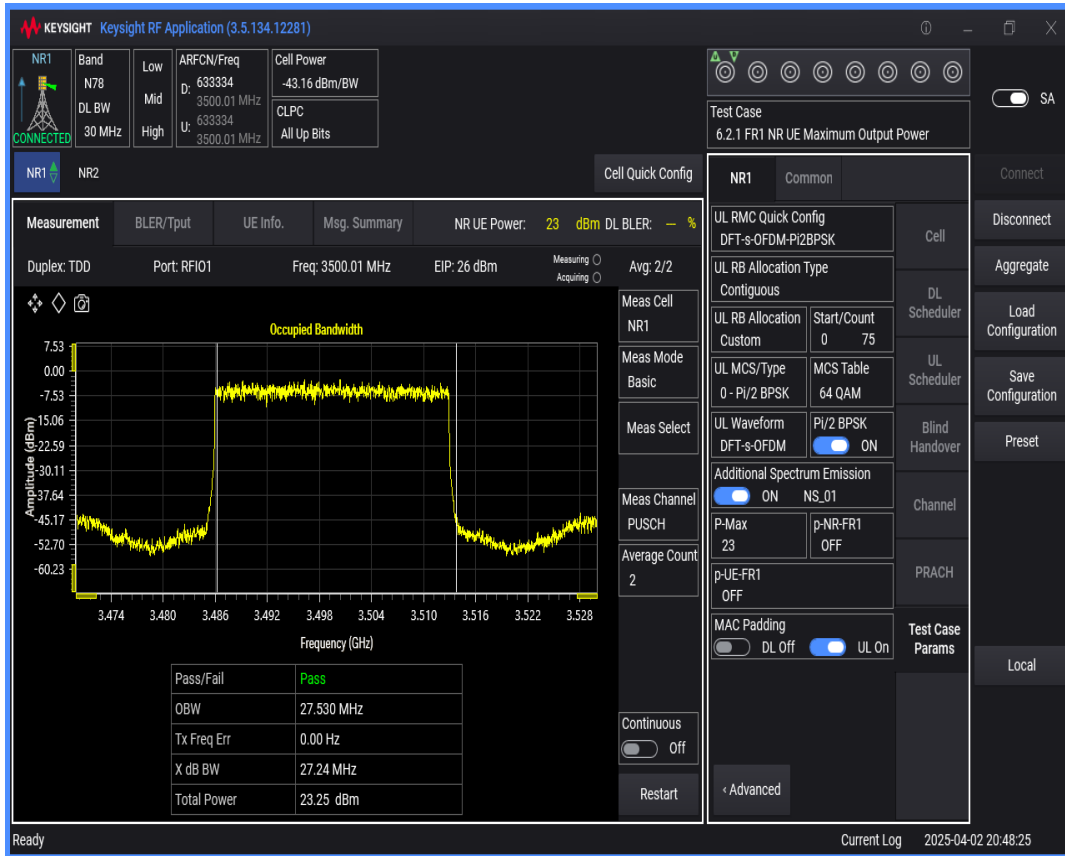 KEYSIGHT Keysight RF Application (3.5.134.12281)
NR1
CONNECTED
Band
N78
DL BW
30 MHz
Low
Mid
High
ARFCN/Freq
D: 633334
3500.01 MHz
U: 633334
3500.01 MHz
Cell Power
-43.16 dBm/BW
CLPC
All Up Bits
Test Case
6.2.1 FR1 NR UE Maximum Output Power
SA
NR1
NR2
Cell Quick Config
Measurement
BLER/Tput
UE Info.
Msg. Summary
NR UE Power: 23 dBm DL BLER: — %
Duplex: TDD
Port: RFIO1
Freq: 3500.01 MHz
EIP: 26 dBm
Measuring
Acquiring
Avg: 2/2
Occupied Bandwidth
Amplitude (dBm)
7.53
0.00
-7.53
-15.06
-22.59
-30.11
-37.64
-45.17
-52.70
-60.23
3.474 3.480 3.486 3.492 3.498 3.504 3.510 3.516 3.522 3.528
Frequency (GHz)
Pass/Fail Pass
OBW 27.530 MHz
Tx Freq Err 0.00 Hz
X dB BW 27.24 MHz
Total Power 23.25 dBm
Meas Cell
NR1
Meas Mode
Basic
Meas Select
Meas Channel
PUSCH
Average Count
2
Continuous
Off
Restart
NR1
Common
UL RMC Quick Config
DFT-s-OFDM-Pi2BPSK
UL RB Allocation Type
Contiguous
UL RB Allocation
Custom
Start/Count
0 75
UL MCS/Type
0 - Pi/2 BPSK
MCS Table
64 QAM
UL Waveform
DFT-s-OFDM
Pi/2 BPSK
ON
Additional Spectrum Emission
ON NS_01
P-Max
23
p-NR-FR1
OFF
p-UE-FR1
OFF
MAC Padding
DL Off
UL On
‹ Advanced
Cell
DL
Scheduler
UL
Scheduler
Blind
Handover
Channel
PRACH
Test Case
Params
Connect
Disconnect
Aggregate
Load
Configuration
Save
Configuration
Preset
Local
Ready
Current Log
2025-04-02 20:48:25